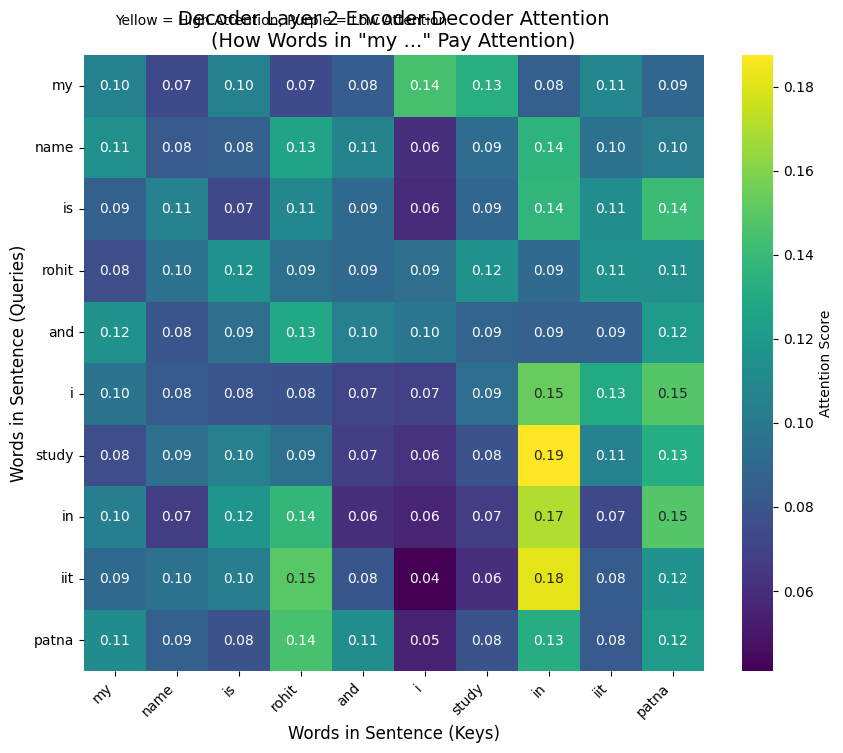 Yellow = High Attention, Purple = Low Attention
Decoder Layer 2 Encoder-Decoder Attention
(How Words in "my ..." Pay Attention)
my 0.10 0.07 0.10 0.07 0.08 0.14 0.13 0.08 0.11 0.09
name 0.11 0.08 0.08 0.13 0.11 0.06 0.09 0.14 0.10 0.10
is 0.09 0.11 0.07 0.11 0.09 0.06 0.09 0.14 0.11 0.14
rohit 0.08 0.10 0.12 0.09 0.09 0.09 0.12 0.09 0.11 0.11
and 0.12 0.08 0.09 0.13 0.10 0.10 0.09 0.09 0.09 0.12
i 0.10 0.08 0.08 0.08 0.07 0.07 0.09 0.15 0.13 0.15
study 0.08 0.09 0.10 0.09 0.07 0.06 0.08 0.19 0.11 0.13
in 0.10 0.07 0.12 0.14 0.06 0.06 0.07 0.17 0.07 0.15
iit 0.09 0.10 0.10 0.15 0.08 0.04 0.06 0.18 0.08 0.12
patna 0.11 0.09 0.08 0.14 0.11 0.05 0.08 0.13 0.08 0.12
my name is rohit and i study in iit patna
Words in Sentence (Keys)
Words in Sentence (Queries)
0.18
0.16
0.14
0.12
0.10
0.08
0.06
Attention Score